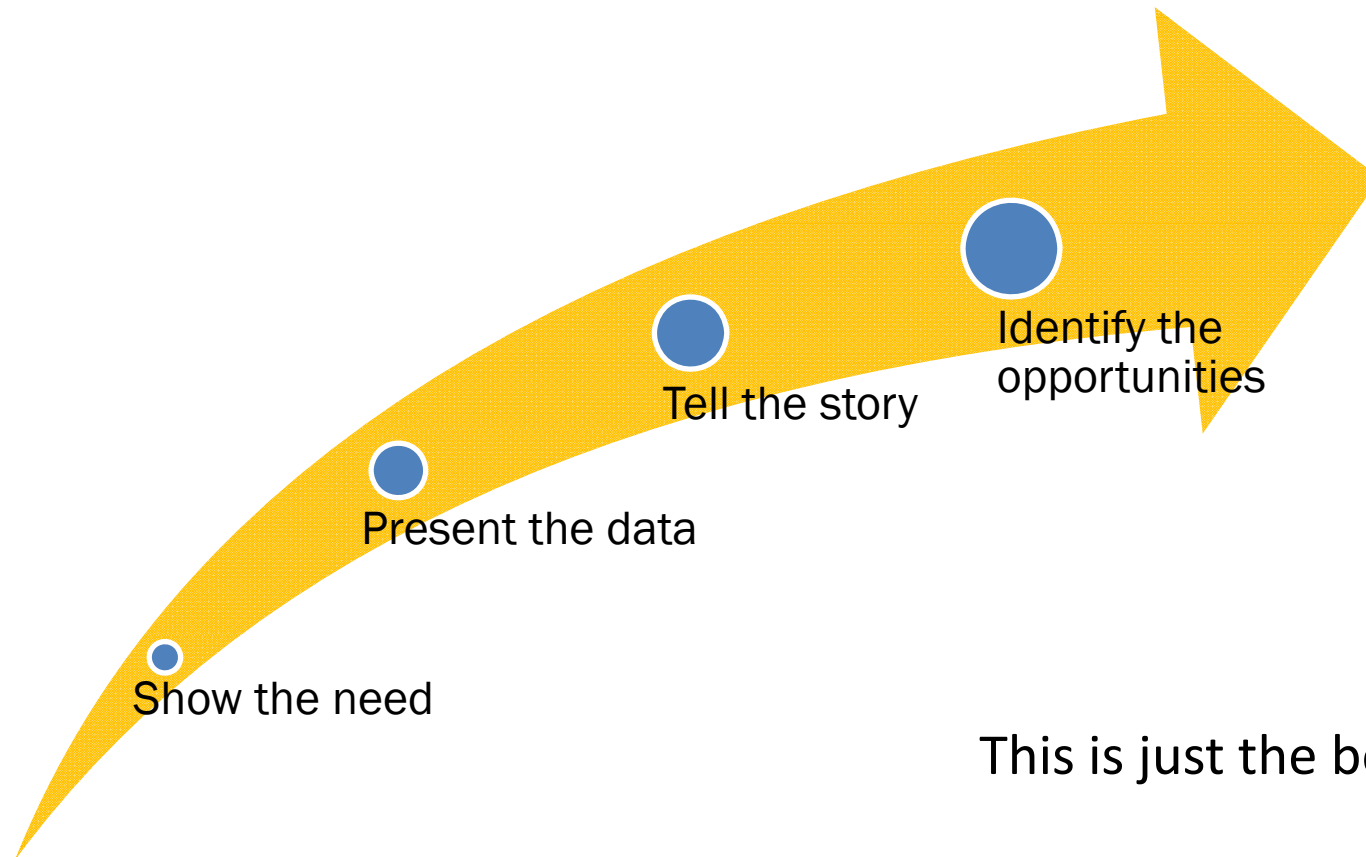 Identify the
opportunities
Tell the story
Present the data
Show the need
This is just the